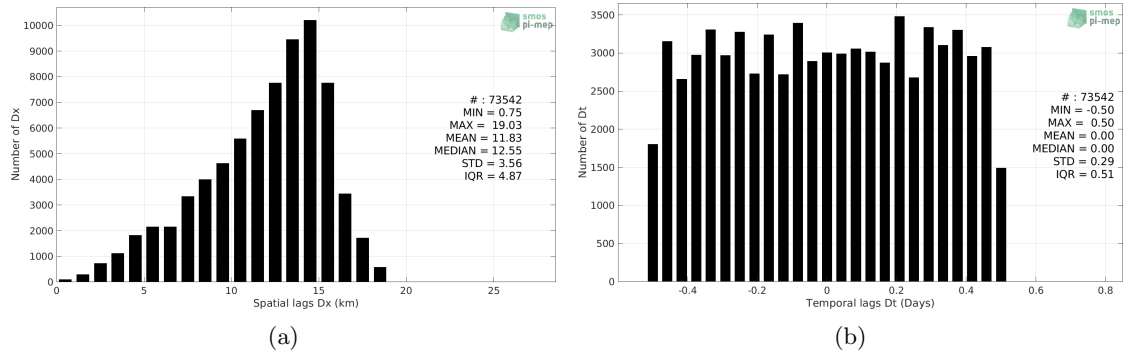 10000
9000
8000
7000
6000
5000
4000
3000
2000
1000
0
Number of Dx
0 5 10 15 20 25
Spatial lags Dx (km)
smos
pi-mep
# : 73542
MIN = 0.75
MAX = 19.03
MEAN = 11.83
MEDIAN = 12.55
STD = 3.56
IQR = 4.87
(a)
3500
3000
2500
2000
1500
1000
500
0
Number of Dt
-0.4 -0.2 0 0.2 0.4 0.6 0.8
Temporal lags Dt (Days)
smos
pi-mep
# : 73542
MIN = -0.50
MAX = 0.50
MEAN = 0.00
MEDIAN = 0.00
STD = 0.29
IQR = 0.51
(b)